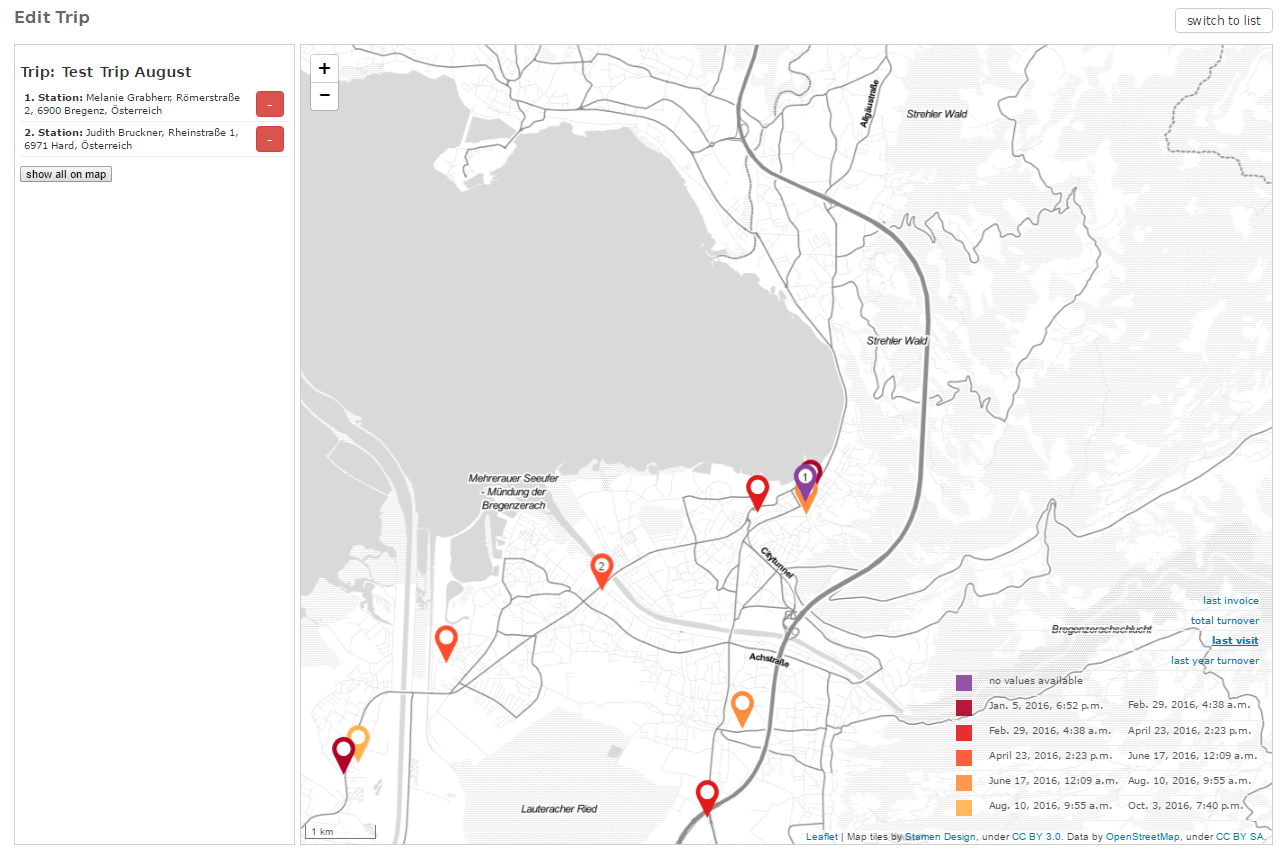 Edit Trip
switch to list
Trip: Test Trip August
1. Station: Melanie Grabherr, Römerstraße
2, 6900 Bregenz, Österreich
-
2. Station: Judith Bruckner, Rheinstraße 1,
6971 Hard, Österreich
-
show all on map
+
−
Allgäustraße
Strehler Wald
Strehler Wald
Mehrerauer Seeufer
- Mündung der
Bregenzerach
1
2
Citytunnel
Achstraße
Bregenzerachschlucht
Lauteracher Ried
last invoice
total turnover
last visit
last year turnover
no values available
Jan. 5, 2016, 6:52 p.m. Feb. 29, 2016, 4:38 a.m.
Feb. 29, 2016, 4:38 a.m. April 23, 2016, 2:23 p.m.
April 23, 2016, 2:23 p.m. June 17, 2016, 12:09 a.m.
June 17, 2016, 12:09 a.m. Aug. 10, 2016, 9:55 a.m.
Aug. 10, 2016, 9:55 a.m. Oct. 3, 2016, 7:40 p.m.
1 km
Leaflet | Map tiles by Stamen Design, under CC BY 3.0. Data by OpenStreetMap, under CC BY SA.